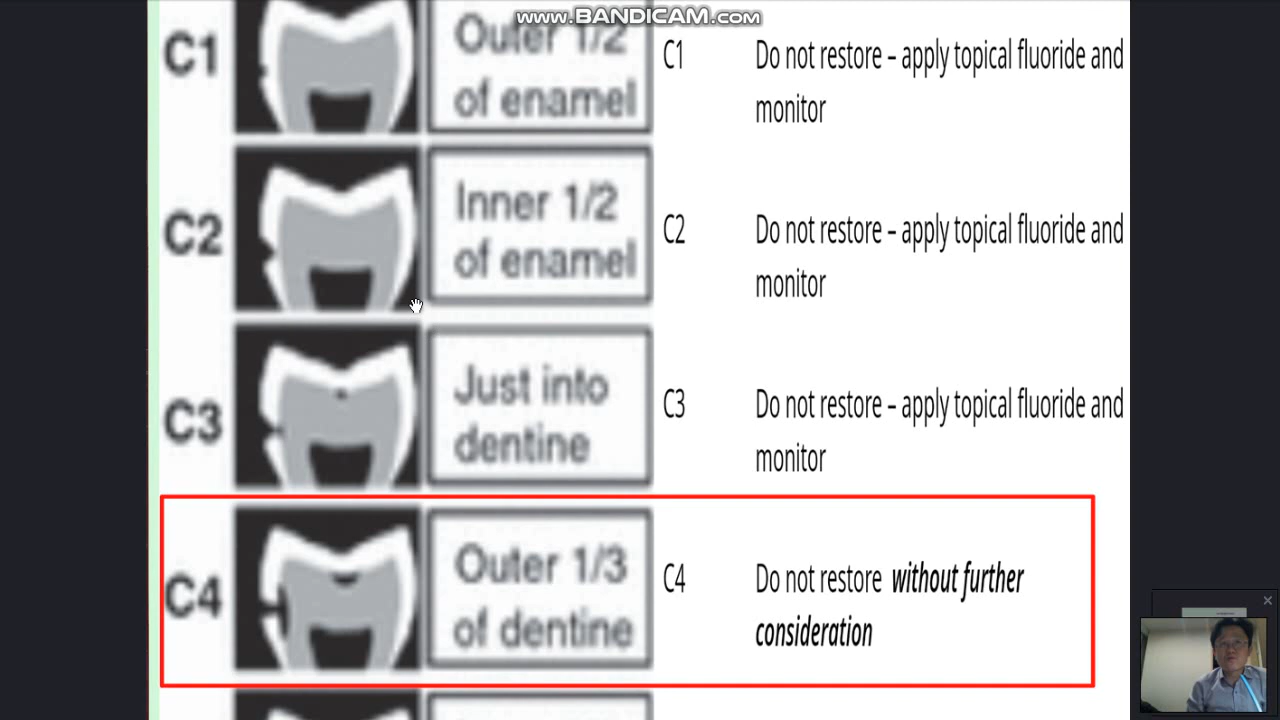 www.BANDICAM.com
C1
Outer 1/2
of enamel
C1
Do not restore – apply topical fluoride and
monitor
C2
Inner 1/2
of enamel
C2
Do not restore – apply topical fluoride and
monitor
C3
Just into
dentine
C3
Do not restore – apply topical fluoride and
monitor
C4
Outer 1/3
of dentine
C4
Do not restore without further
consideration